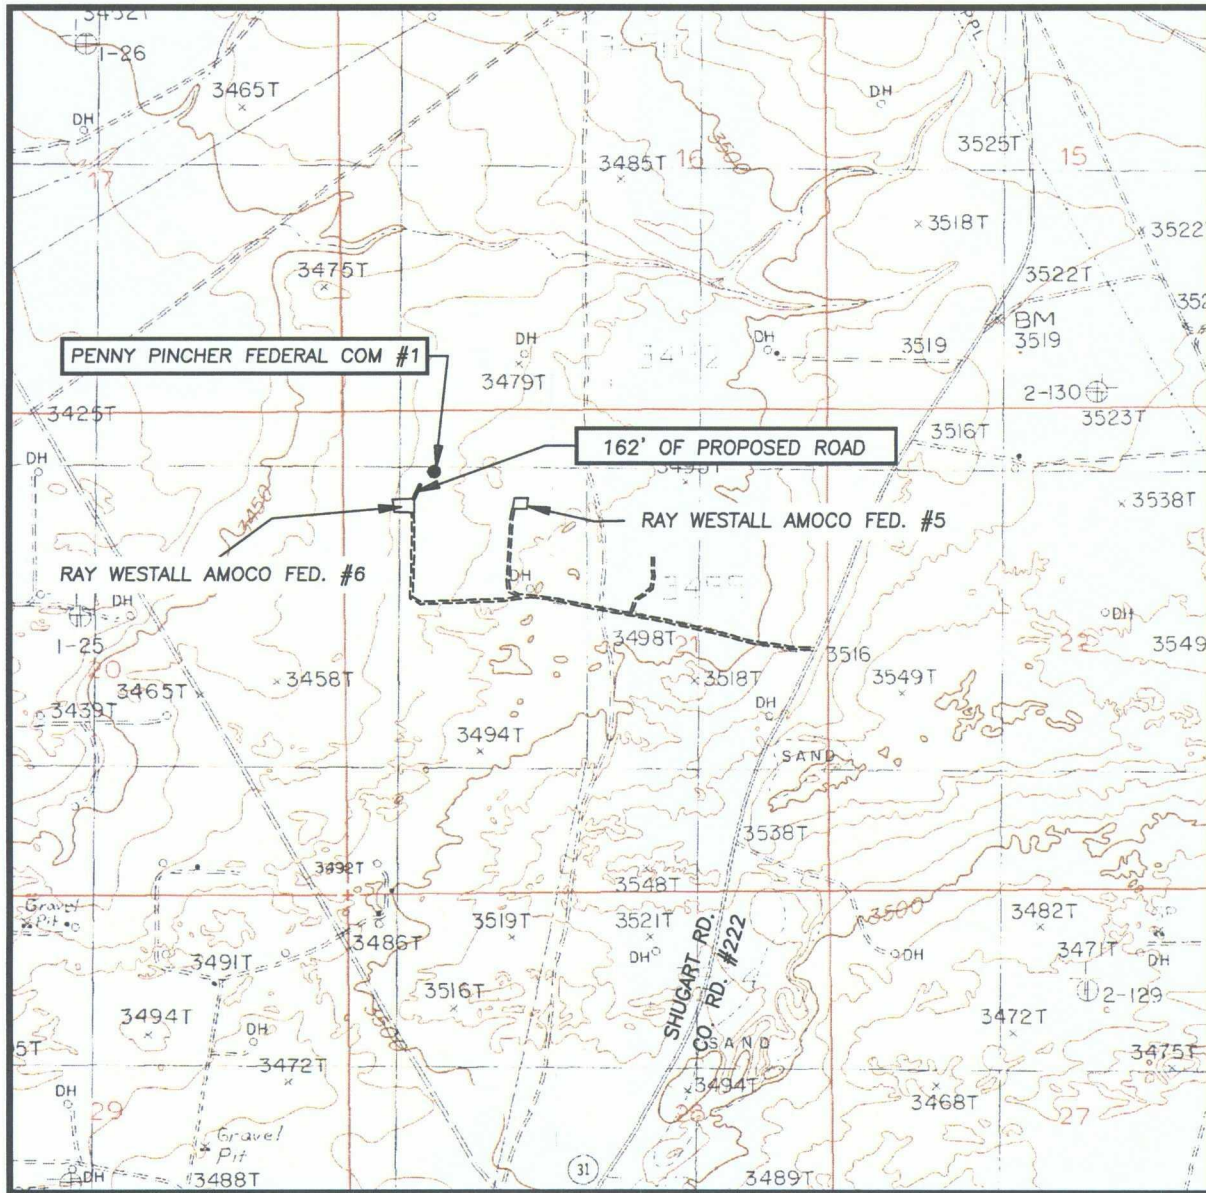 3452T
1-26
3465T
DH
DH
PPL
3525T
3485T
16
15
17
3500
3518T
3522
3475T
3522T
BM
3519
DH
DH
3519
PENNY PINCHER FEDERAL COM #1
3479T
2-130
3523T
3425T
3516T
162' OF PROPOSED ROAD
DH
3538T
3450
RAY WESTALL AMOCO FED. #5
RAY WESTALL AMOCO FED. #6
DH
DH
DH
1-25
3498T
21
22
3516
3549
20
3465T
3458T
3518T
3549T
3439T
DH
3494T
SAND
3538T
3492T
3548T
Gravel
Pit
3500
3519T
3521T
3482T
3486T
DH
DH
3471T
DH
3491T
3516T
SHUGART RD.
CO. RD. #222
2-129
3494T
3500
3472T
DH
SAND
3475T
3472T
3494T
3468T
DH
29
27
Gravel
Pit
31
DH
3488T
3489T